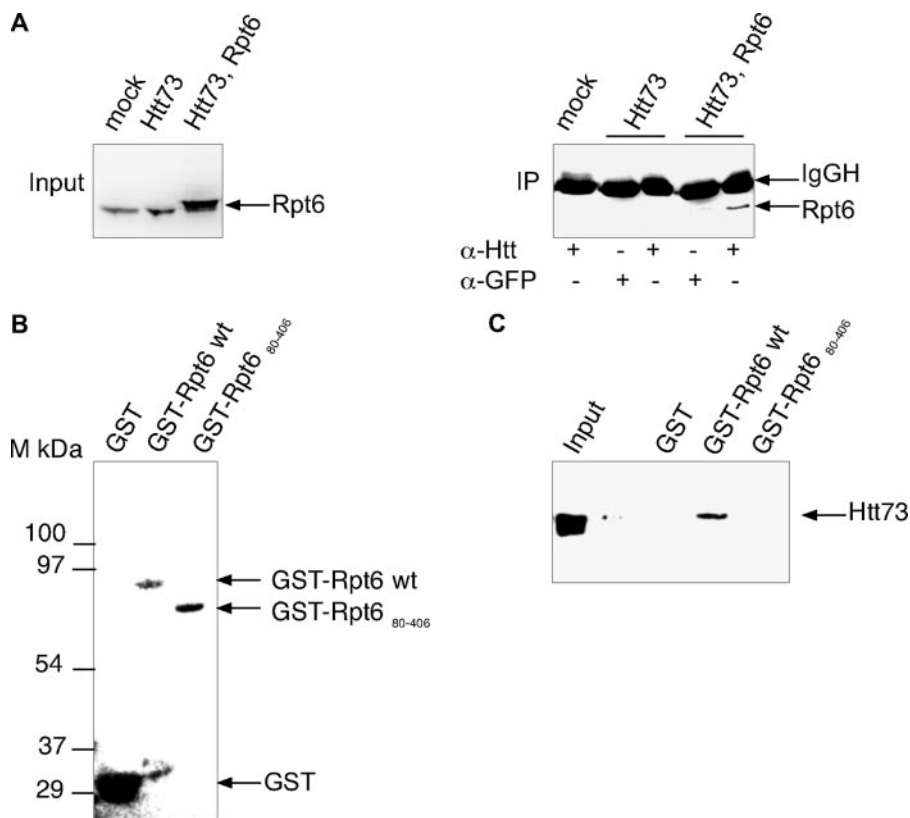 A
mock
Htt73
Htt73, Rpt6
Input
Rpt6
mock
Htt73
Htt73, Rpt6
IP
IgGH
Rpt6
α-Htt + - + - +
α-GFP - + - + -
B
M kDa
GST
GST-Rpt6 wt
GST-Rpt6 80-406
100
97
54
37
29
GST-Rpt6 wt
GST-Rpt6 80-406
GST
C
Input
GST
GST-Rpt6 wt
GST-Rpt6 80-406
Htt73